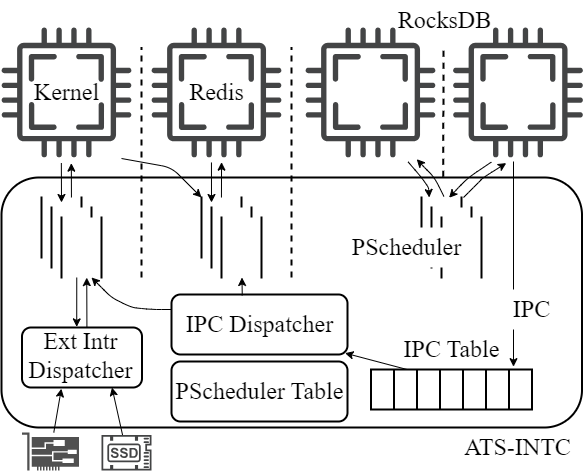 RocksDB
Kernel
Redis
PScheduler
IPC
IPC Dispatcher
IPC Table
Ext Intr
Dispatcher
PScheduler Table
SSD
ATS-INTC